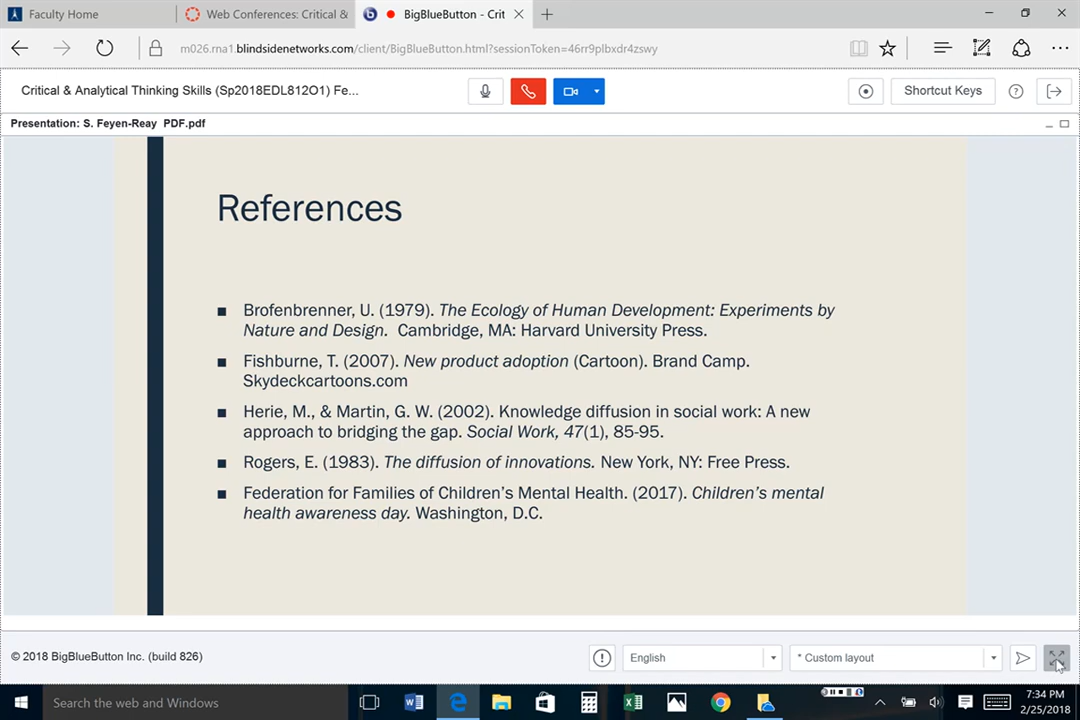 Faculty Home
Web Conferences: Critical &
BigBlueButton - Crit
m026.rna1.blindsidenetworks.com/client/BigBlueButton.html?sessionToken=46rr9plbxdr4zswy
Critical & Analytical Thinking Skills (Sp2018EDL812O1) Fe...
Shortcut Keys
Presentation: S. Feyen-Reay PDF.pdf
References
■ Brofenbrenner, U. (1979). The Ecology of Human Development: Experiments by
Nature and Design. Cambridge, MA: Harvard University Press.
■ Fishburne, T. (2007). New product adoption (Cartoon). Brand Camp.
Skydeckcartoons.com
■ Herie, M., & Martin, G. W. (2002). Knowledge diffusion in social work: A new
approach to bridging the gap. Social Work, 47(1), 85-95.
■ Rogers, E. (1983). The diffusion of innovations. New York, NY: Free Press.
■ Federation for Families of Children’s Mental Health. (2017). Children’s mental
health awareness day. Washington, D.C.
© 2018 BigBlueButton Inc. (build 826)
English
* Custom layout
Search the web and Windows
7:34 PM
2/25/2018